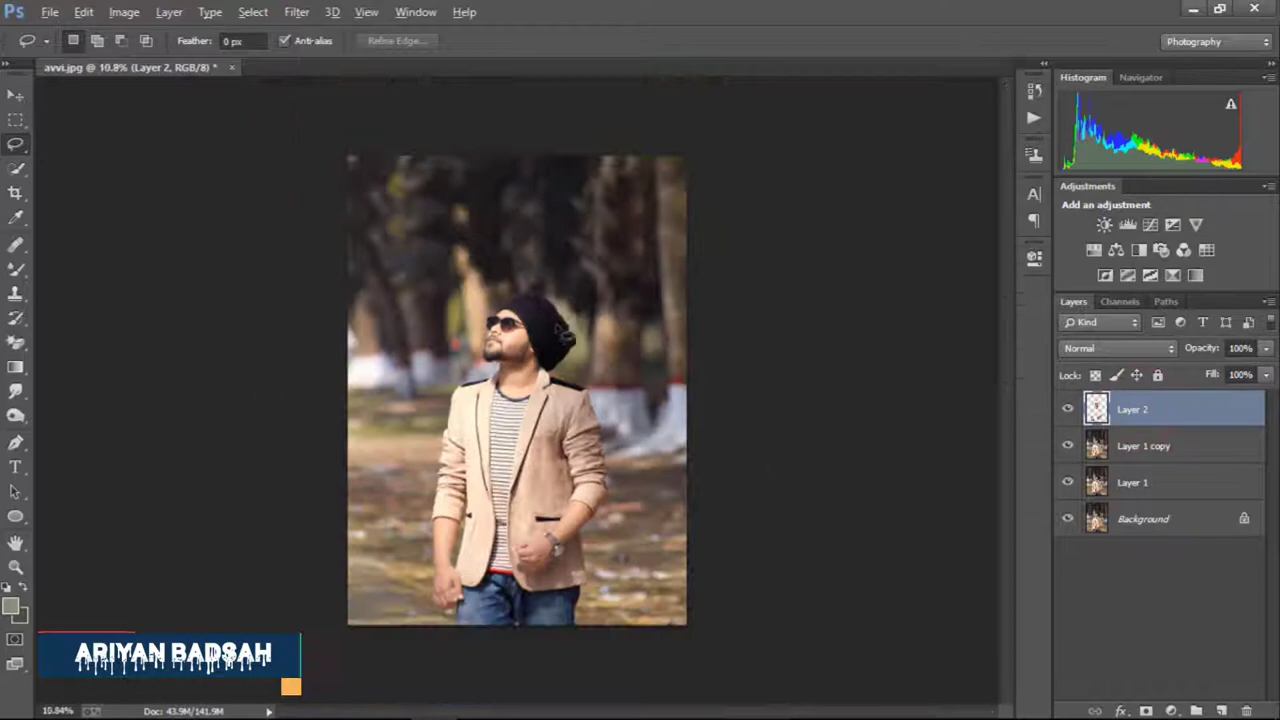 Ps File Edit Image Layer Type Select Filter 3D View Window Help
Feather: 0 px Anti-alias Refine Edge... Photography
avvi.jpg @ 10.8% (Layer 2, RGB/8) * ×
Histogram Navigator
Adjustments
Add an adjustment
Layers Channels Paths
Kind
Normal Opacity: 100%
Lock: Fill: 100%
Layer 2
Layer 1 copy
Layer 1
Background
ARIYAN BADSAH
10.84% Doc: 43.9M/141.9M